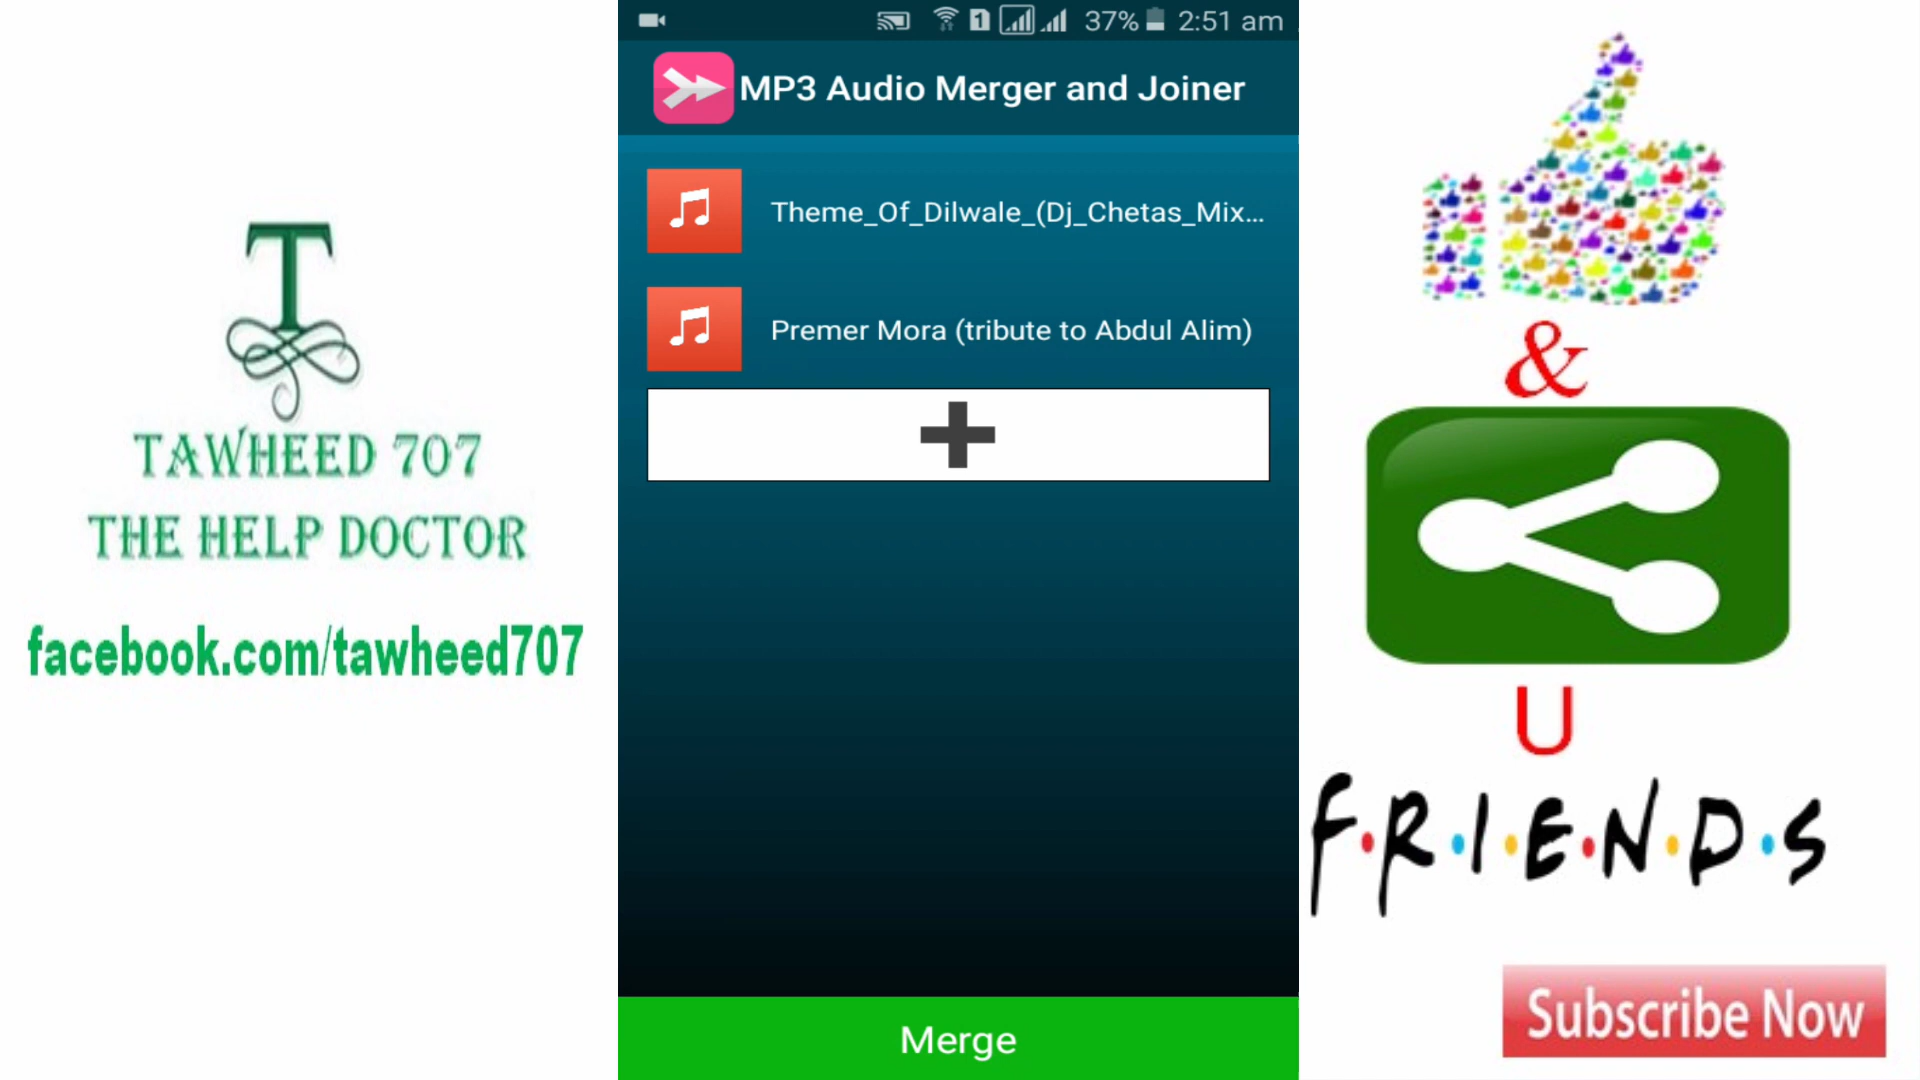 T
TAWHEED 707
THE HELP DOCTOR
facebook.com/tawheed707
1 37% 2:51 am
MP3 Audio Merger and Joiner
Theme_Of_Dilwale_(Dj_Chetas_Mix...
Premer Mora (tribute to Abdul Alim)
Merge
&
U
F·R·I·E·N·D·S
Subscribe Now